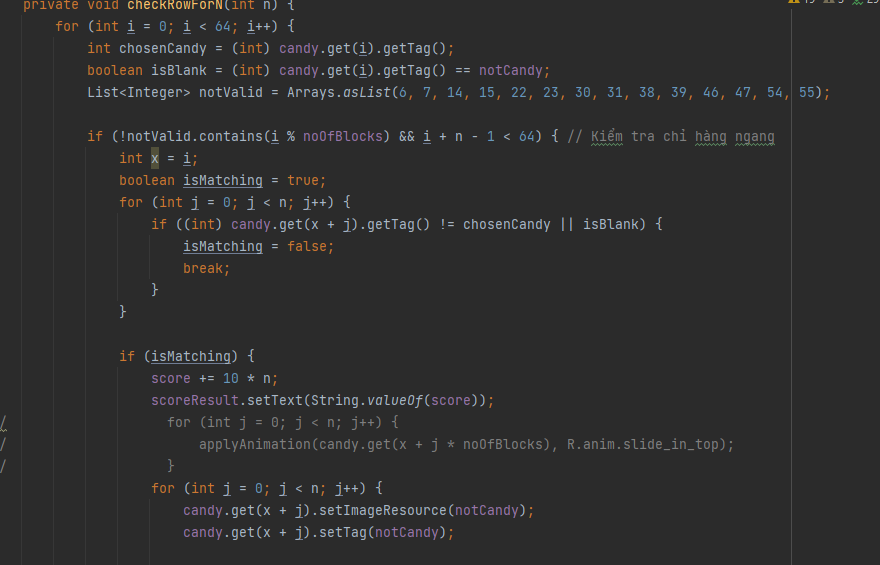 private void checkRowForN(int n) {
for (int i = 0; i < 64; i++) {
int chosenCandy = (int) candy.get(i).getTag();
boolean isBlank = (int) candy.get(i).getTag() == notCandy;
List<Integer> notValid = Arrays.asList(6, 7, 14, 15, 22, 23, 30, 31, 38, 39, 46, 47, 54, 55);
if (!notValid.contains(i % noOfBlocks) && i + n - 1 < 64) { // Kiểm tra chỉ hàng ngang
int x = i;
boolean isMatching = true;
for (int j = 0; j < n; j++) {
if ((int) candy.get(x + j).getTag() != chosenCandy || isBlank) {
isMatching = false;
break;
}
}
if (isMatching) {
score += 10 * n;
scoreResult.setText(String.valueOf(score));
/ for (int j = 0; j < n; j++) {
/ applyAnimation(candy.get(x + j * noOfBlocks), R.anim.slide_in_top);
/ }
for (int j = 0; j < n; j++) {
candy.get(x + j).setImageResource(notCandy);
candy.get(x + j).setTag(notCandy);